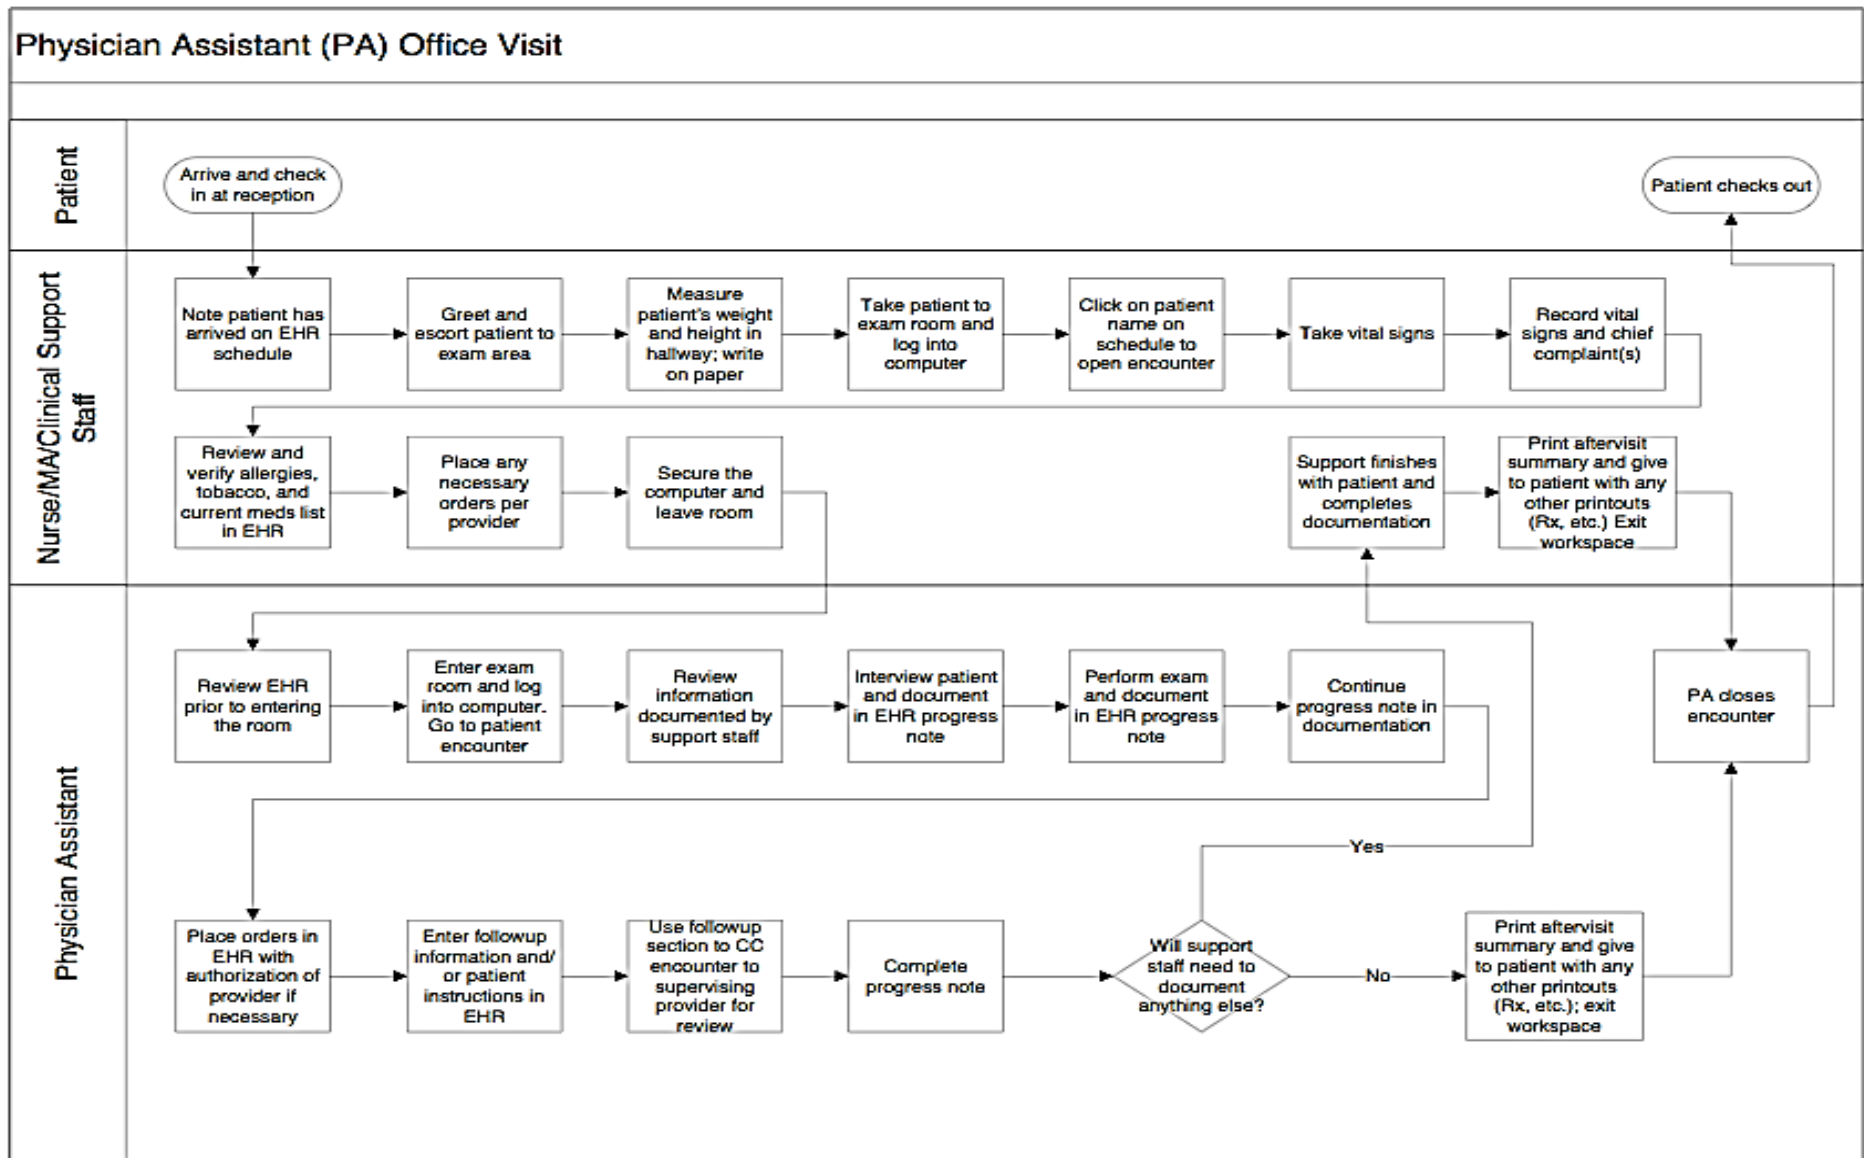 Physician Assistant (PA) Office Visit
Patient
Arrive and check
in at reception
Patient checks out
Nurse/MA/Clinical Support
Staff
Note patient has
arrived on EHR
schedule
Greet and
escort patient to
exam area
Measure
patient's weight
and height in
hallway; write
on paper
Take patient to
exam room and
log into
computer
Click on patient
name on
schedule to
open encounter
Take vital signs
Record vital
signs and chief
complaint(s)
Review and
verify allergies,
tobacco, and
current meds list
in EHR
Place any
necessary
orders per
provider
Secure the
computer and
leave room
Support finishes
with patient and
completes
documentation
Print aftervisit
summary and give
to patient with any
other printouts
(Rx, etc.) Exit
workspace
Physician Assistant
Review EHR
prior to entering
the room
Enter exam
room and log
into computer.
Go to patient
encounter
Review
information
documented by
support staff
Interview patient
and document
in EHR progress
note
Perform exam
and document
in EHR progress
note
Continue
progress note in
documentation
PA closes
encounter
Yes
Place orders in
EHR with
authorization of
provider if
necessary
Enter followup
information and/
or patient
instructions in
EHR
Use followup
section to CC
encounter to
supervising
provider for
review
Complete
progress note
Will support
staff need to
document
anything else?
No
Print aftervisit
summary and give
to patient with any
other printouts
(Rx, etc.); exit
workspace